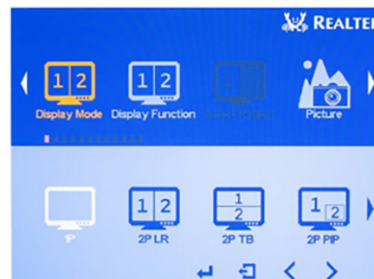 REALTEK
1 2 1 2
Display Mode Display Function Picture
1 2 1 2 1 2
1P 2P LR 2P TB 2P PIP